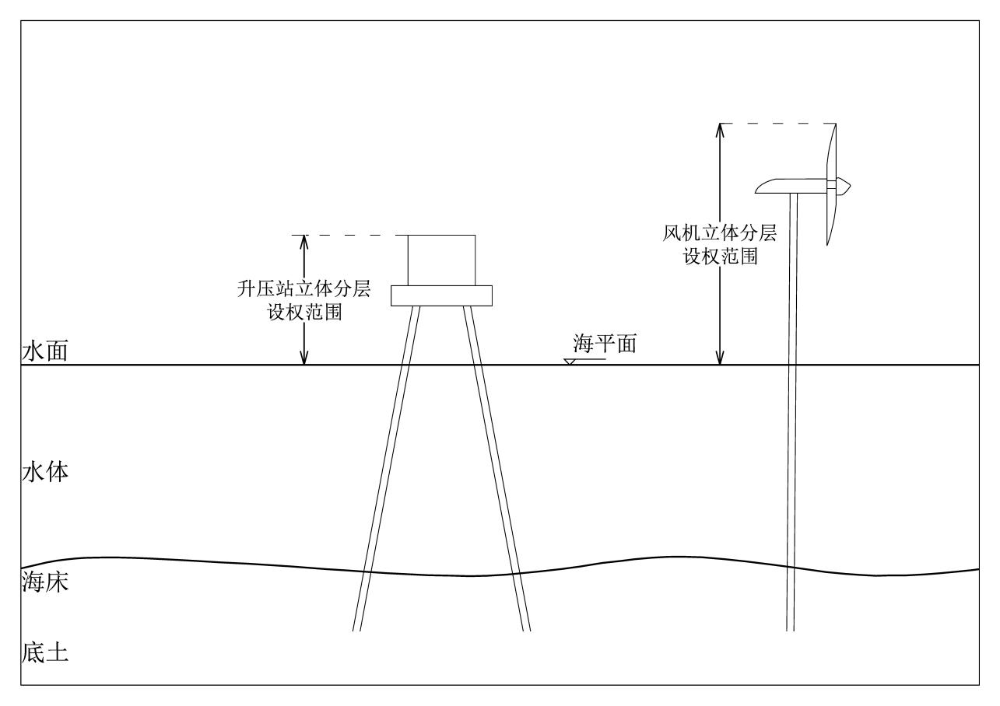 风机立体分层
设权范围
升压站立体分层
设权范围
海平面
水面
水体
海床
底土